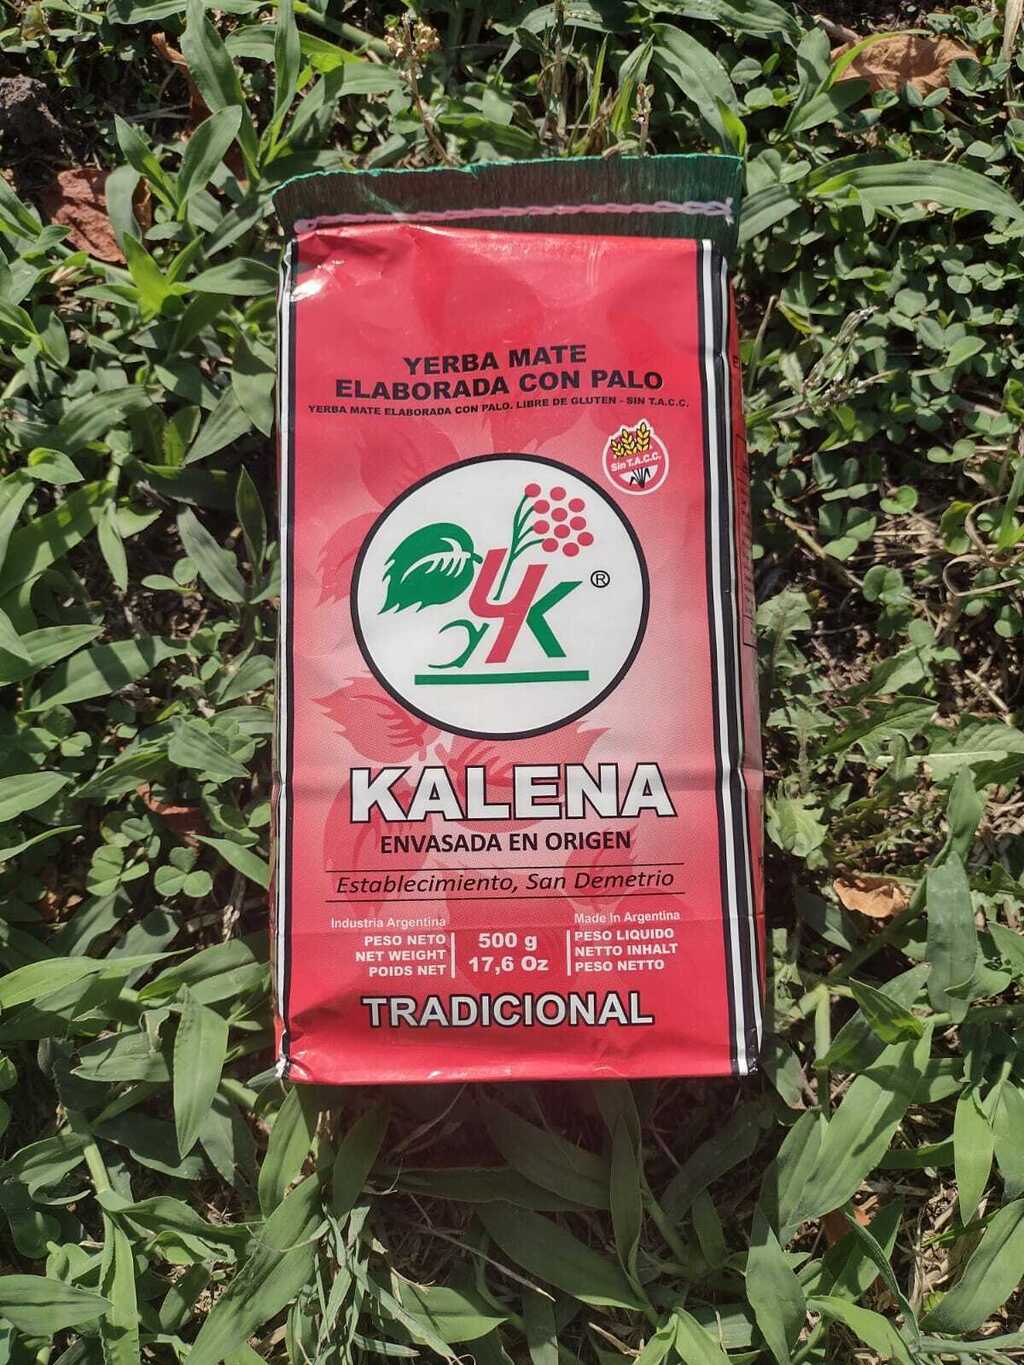 YERBA MATE
ELABORADA CON PALO
YERBA MATE ELABORADA CON PALO. LIBRE DE GLUTEN - SIN T.A.C.C.
Sin T.A.C.C.
YK ®
KALENA
ENVASADA EN ORIGEN
Establecimiento, San Demetrio
Industria Argentina
PESO NETO
NET WEIGHT
POIDS NET
500 g
17,6 Oz
Made In Argentina
PESO LIQUIDO
NETTO INHALT
PESO NETTO
TRADICIONAL